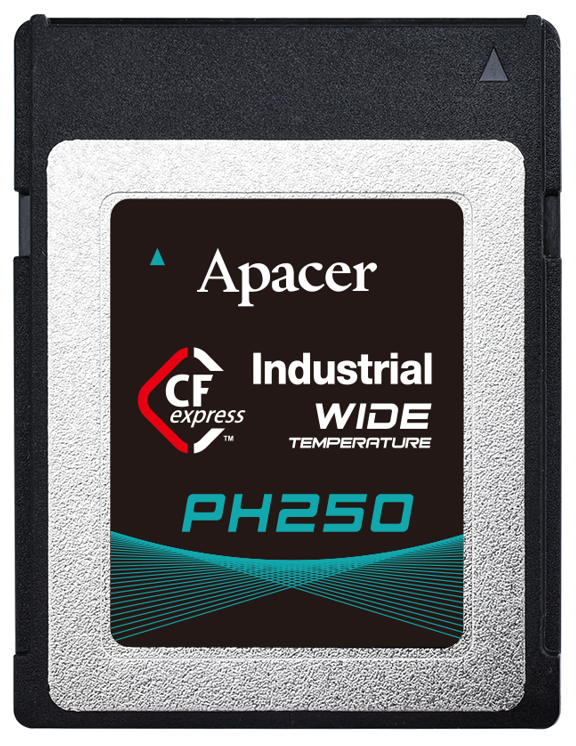 Apacer
CF
express
™
Industrial
WIDE
TEMPERATURE
PH250